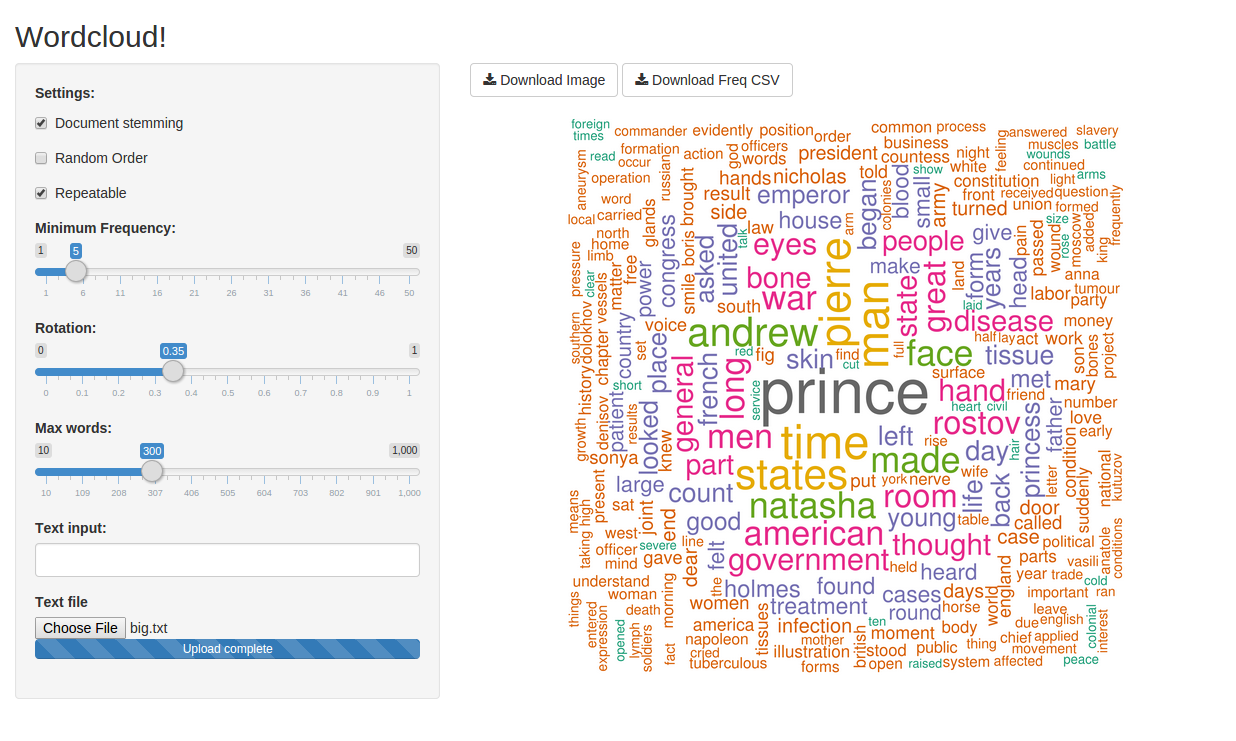 Wordcloud!
Settings:
Document stemming
Random Order
Repeatable
Minimum Frequency:
1 5 50
1 6 11 16 21 26 31 36 41 46 50
Rotation:
0 0.35 1
0 0.1 0.2 0.3 0.4 0.5 0.6 0.7 0.8 0.9 1
Max words:
10 300 1,000
10 109 208 307 406 505 604 703 802 901 1,000
Text input:
Text file
Choose File big.txt
Upload complete
Download Image Download Freq CSV
foreign
times
commander
evidently
position
order
common
process
answered
slavery
read
formation
occur
action
god
officers
words
president
business
countess
night
feeling
muscles
battle
wounds
continued
aneurysm
operation
russian
brought
hands
nicholas
told
show
white
constitution
light
arms
word
result
emperor
began
colonies
blood
small
army
front
received
question
local
carried
glands
side
law
house
arm
turned
union
formed
frequently
north
home
limb
congress
boris
asked
united
talk
eyes
pierre
people
give
pain
passed
size
wound
rose
moscow
added
king
pressure
clear
vessels
matter
free
power
smile
bone
war
man
make
state
great
land
form
years
head
anna
south
laid
labor
tumour
party
southern
dolokhov
chapter
country
set
voice
andrew
full
disease
money
place
red
fig
skin
find
cut
face
half
lay
act
work
tissue
son
bones
project
short
history
growth
denisov
patient
results
looked
general
french
long
service
prince
surface
hand
met
mary
friend
heart
civil
number
love
early
rostov
princess
father
sonya
knew
men
time
left
rise
day
hair
condition
part
states
made
put
york
nerve
wife
life
back
letter
suddenly
national
kutuzov
means
high
taking
present
large
sat
joint
end
count
natasha
room
door
called
good
young
table
west
officer
mind
severe
gave
line
dear
felt
american
government
thought
case
political
parts
vasili
anatole
conditions
held
heard
year
trade
cold
understand
woman
things
entered
expression
opened
death
lymph
soldiers
morning
fact
the
holmes
found
cases
days
world
england
important
ran
women
treatment
round
horse
leave
america
tissues
infection
ten
due
english
colonial
interest
napoleon
cried
mother
british
moment
body
chief
applied
tuberculous
illustration
stood
public
thing
movement
forms
open
raised
system
affected
peace